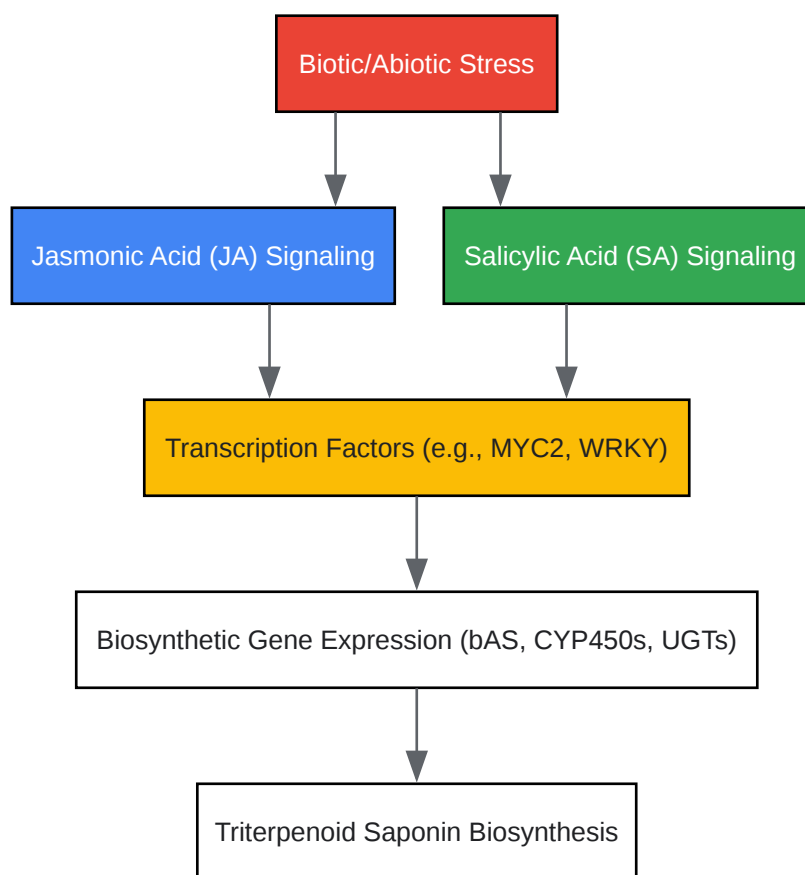 Biotic/Abiotic Stress
Jasmonic Acid (JA) Signaling
Salicylic Acid (SA) Signaling
Transcription Factors (e.g., MYC2, WRKY)
Biosynthetic Gene Expression (bAS, CYP450s, UGTs)
Triterpenoid Saponin Biosynthesis